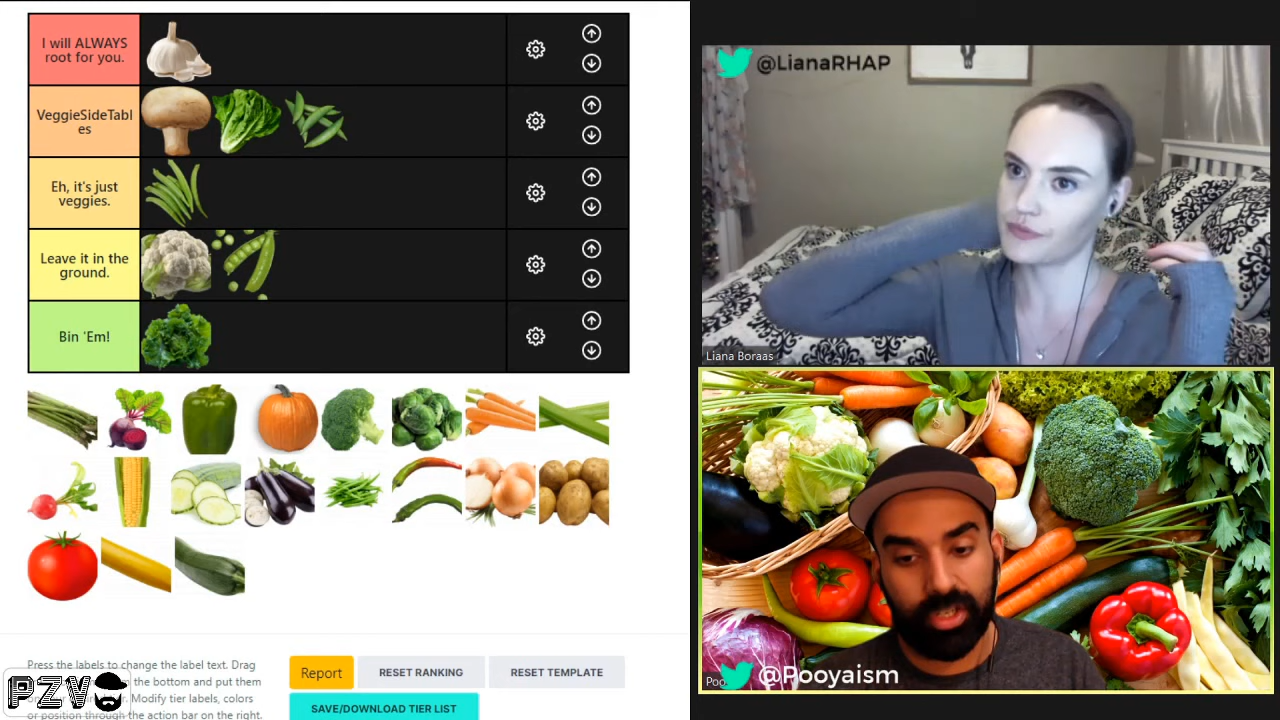 I will ALWAYS
root for you.
VeggieSideTabl
es
Eh, it's just
veggies.
Leave it in the
ground.
Bin 'Em!
Press the labels to change the label text. Drag
the bottom and put them
Modify tier labels, colors
or position through the action bar on the right.
PZV
Report
RESET RANKING
RESET TEMPLATE
SAVE/DOWNLOAD TIER LIST
@LianaRHAP
Liana Boraas
Poo
@Pooyaism